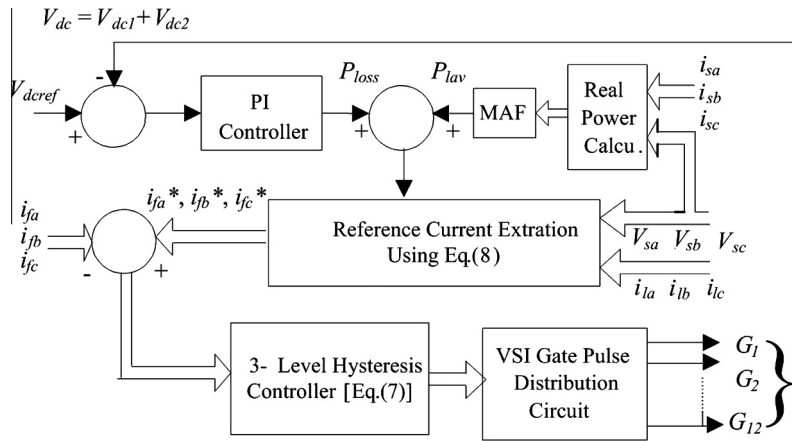 V_dc = V_dc1 + V_dc2
-
V_dcref
+
PI
Controller
P_loss
+
P_lav
+
MAF
Real
Power
Calcu .
i_sa
i_sb
i_sc
i_fa*, i_fb*, i_fc*
i_fa
i_fb
i_fc
-
+
Reference Current Extration
Using Eq.(8)
V_sa V_sb V_sc
i_la i_lb i_lc
3- Level Hysteresis
Controller [Eq.(7)]
VSI Gate Pulse
Distribution
Circuit
G_1
G_2
G_12
}